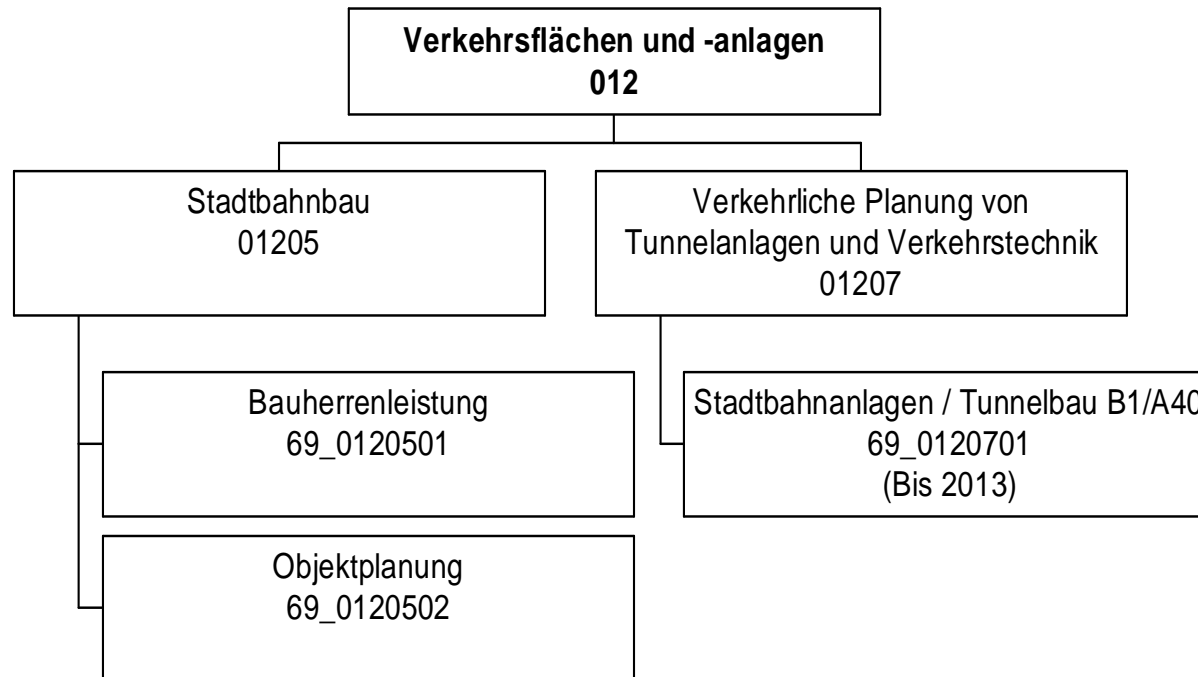 Verkehrsflächen und -anlagen
012
Stadtbahnbau
01205
Verkehrliche Planung von
Tunnelanlagen und Verkehrstechnik
01207
Bauherrenleistung
69_0120501
Stadtbahnanlagen / Tunnelbau B1/A40
69_0120701
(Bis 2013)
Objektplanung
69_0120502